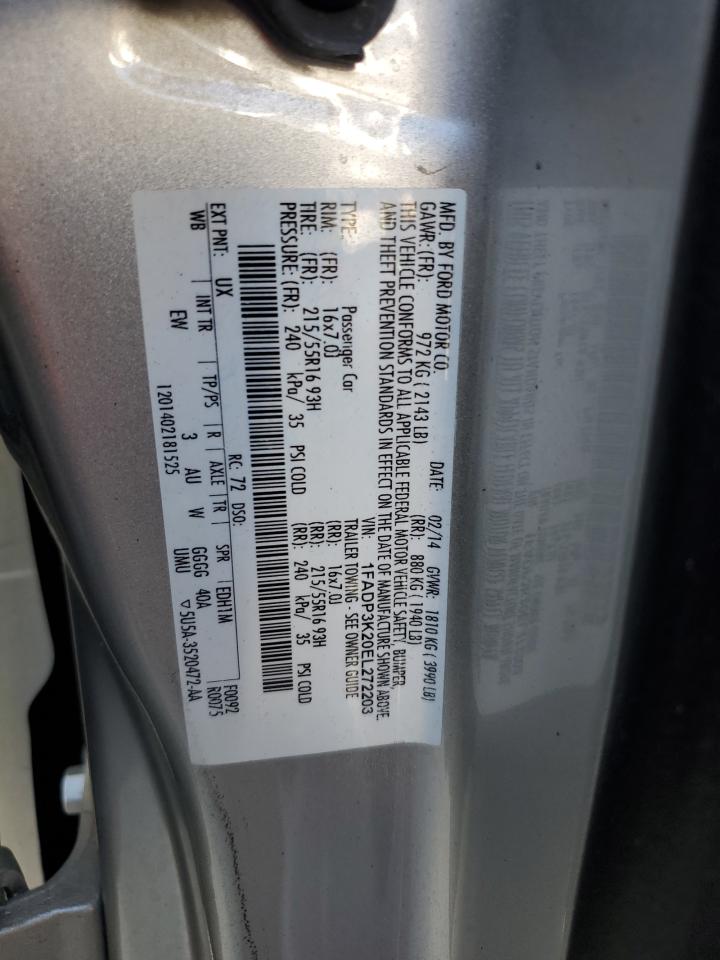 MFD. BY FORD MOTOR CO.
DATE: 02/14 GVWR: 1810 KG ( 3990 LB)
GAWR: (FR): 972 KG ( 2143 LB) (RR): 880 KG ( 1940 LB)
THIS VEHICLE CONFORMS TO ALL APPLICABLE FEDERAL MOTOR VEHICLE SAFETY, BUMPER,
AND THEFT PREVENTION STANDARDS IN EFFECT ON THE DATE OF MANUFACTURE SHOWN ABOVE.
VIN: 1FADP3K20EL272203
TYPE: Passenger Car TRAILER TOWING - SEE OWNER GUIDE
RIM: (FR): 16x7.0J (RR): 16x7.0J
TIRE: (FR): 215/55R16 93H (RR): 215/55R16 93H
PRESSURE: (FR): 240 kPa/ 35 PSI COLD (RR): 240 kPa/ 35 PSI COLD
EXT PNT: UX RC: 72 DSO: F0092
WB INT TR TP/PS R AXLE TR SPR EDH1M R0075
EW 3 AU W GGGG 40A
UMU
1201402181525 ▽5U5A-3520472-AA